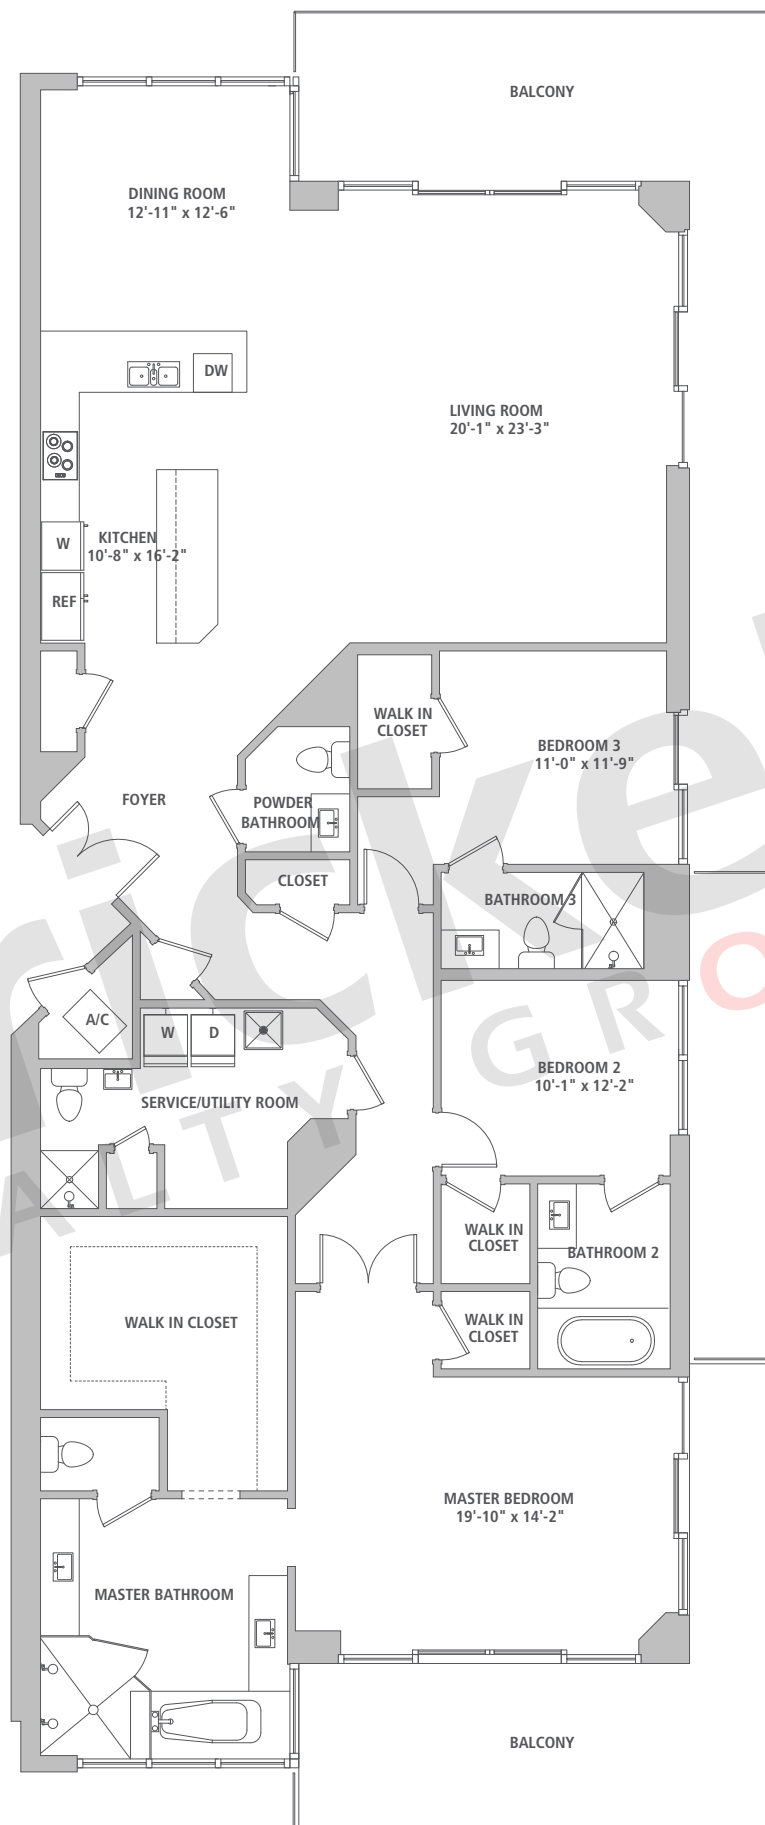 BALCONY
DINING ROOM
12'-11" x 12'-6"
DW
LIVING ROOM
20'-1" x 23'-3"
W
KITCHEN
10'-8" x 16'-2"
REF
WALK IN
CLOSET
BEDROOM 3
11'-0" x 11'-9"
FOYER
POWDER
BATHROOM
CLOSET
BATHROOM 3
A/C
W
D
BEDROOM 2
10'-1" x 12'-2"
SERVICE/UTILITY ROOM
WALK IN
CLOSET
BATHROOM 2
WALK IN CLOSET
WALK IN
CLOSET
MASTER BEDROOM
19'-10" x 14'-2"
MASTER BATHROOM
BALCONY
ricke
ALTY GRO